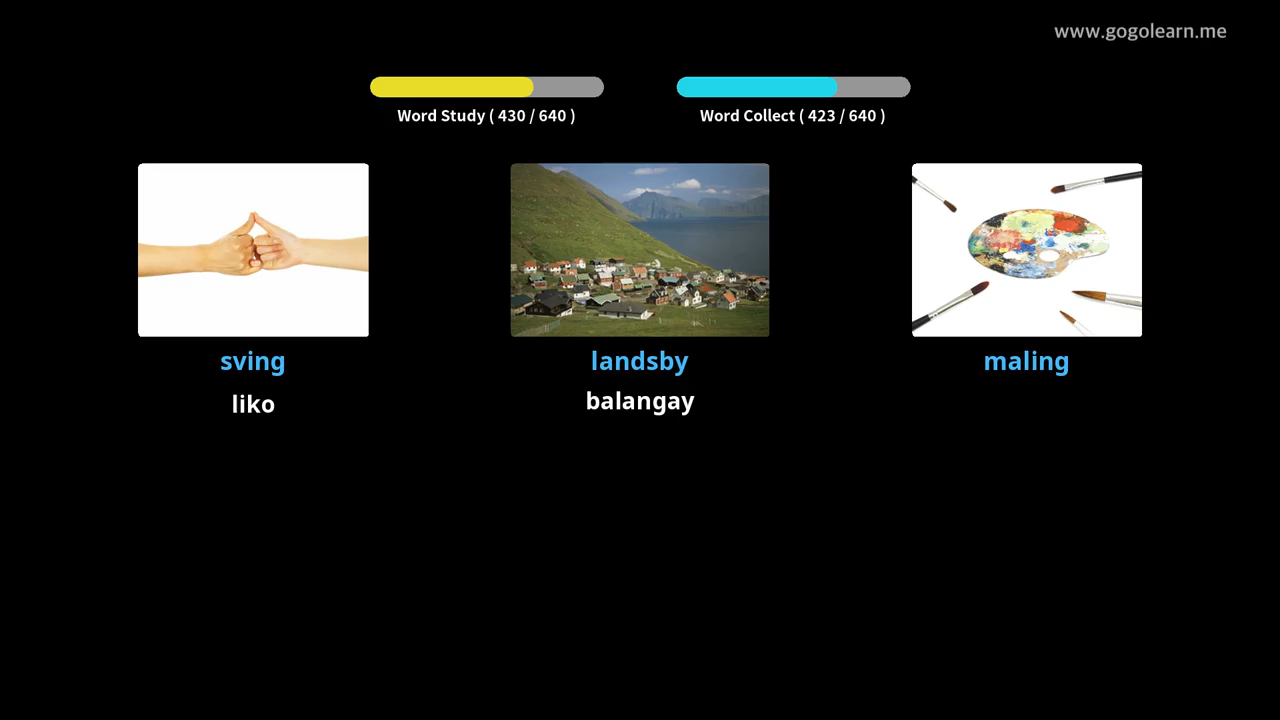 www.gogolearn.me
Word Study ( 430 / 640 )
Word Collect ( 423 / 640 )
sving
landsby
maling
liko
balangay